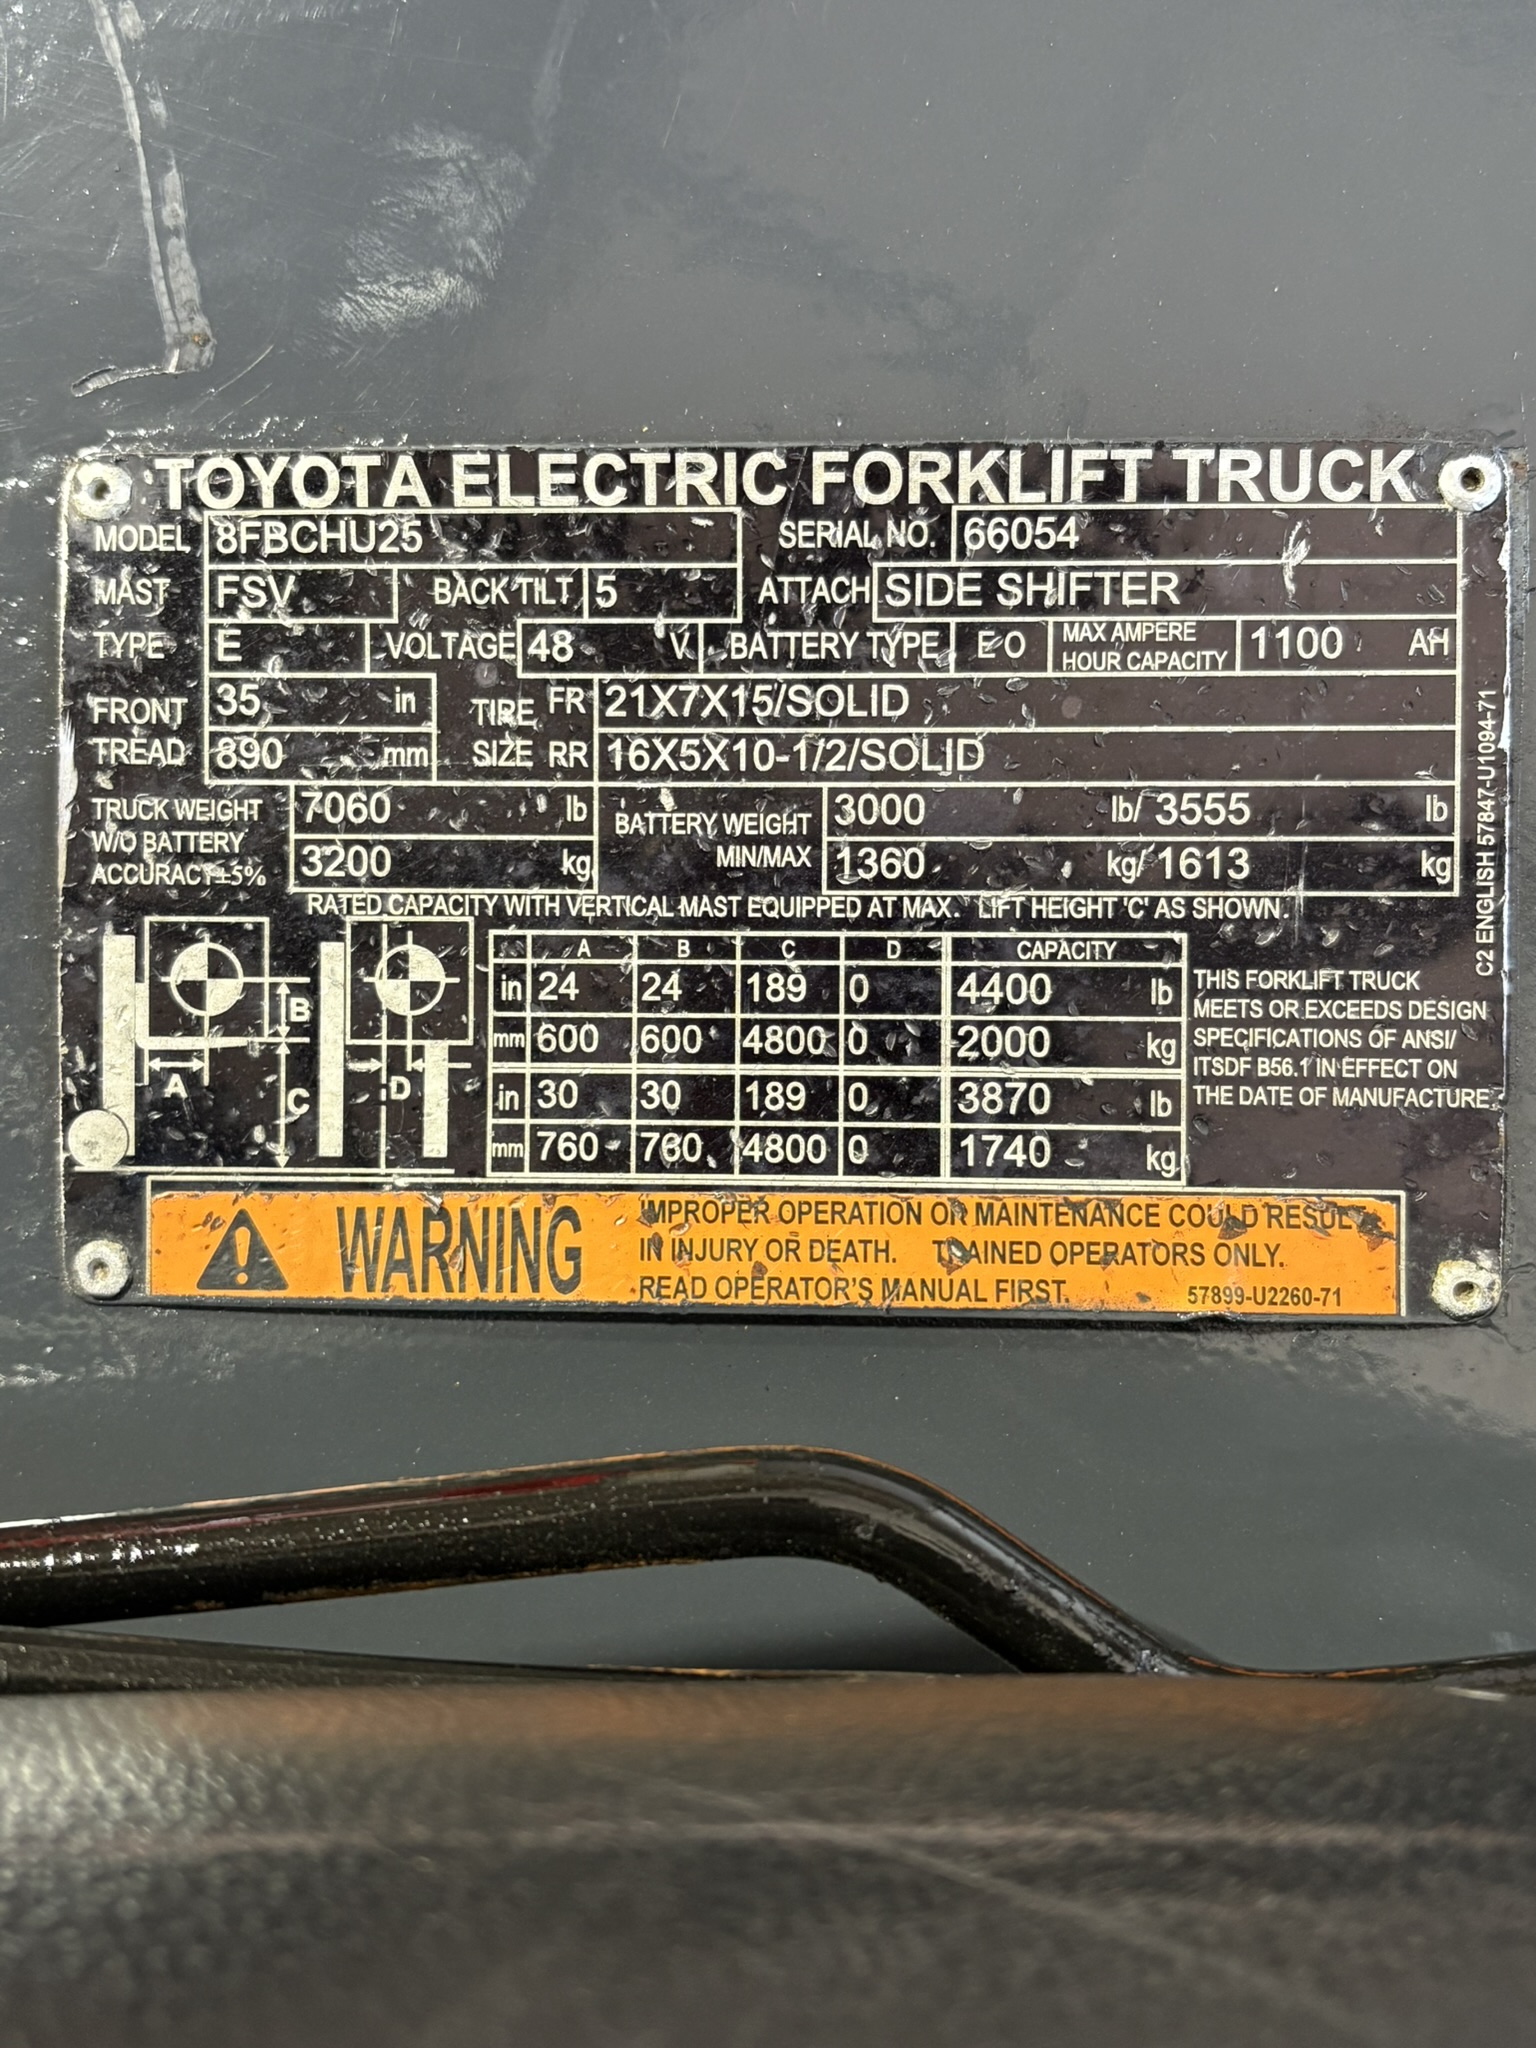 TOYOTA ELECTRIC FORKLIFT TRUCK
MODEL 8FBCHU25 SERIAL NO. 66054
MAST FSV BACK TILT 5 ATTACH SIDE SHIFTER
TYPE E VOLTAGE 48 V BATTERY TYPE E O MAX AMPERE HOUR CAPACITY 1100 AH
FRONT TREAD 35 in TIRE SIZE FR 21X7X15/SOLID
890 mm RR 16X5X10-1/2/SOLID
TRUCK WEIGHT 7060 lb BATTERY WEIGHT 3000 lb/ 3555 lb
W/O BATTERY
ACCURACT±5% 3200 kg MIN/MAX 1360 kg/ 1613 kg
RATED CAPACITY WITH VERTICAL MAST EQUIPPED AT MAX. LIFT HEIGHT 'C' AS SHOWN.
A B C D
A B C D CAPACITY
in 24 24 189 0 4400 lb
mm 600 600 4800 0 2000 kg
in 30 30 189 0 3870 lb
mm 760 760 4800 0 1740 kg
THIS FORKLIFT TRUCK
MEETS OR EXCEEDS DESIGN
SPECIFICATIONS OF ANSI/
ITSDF B56.1 IN EFFECT ON
THE DATE OF MANUFACTURE
C2 ENGLISH 57847-U1094-71
WARNING
IMPROPER OPERATION OR MAINTENANCE COULD RESULT
IN INJURY OR DEATH. TRAINED OPERATORS ONLY.
READ OPERATOR'S MANUAL FIRST. 57899-U2260-71